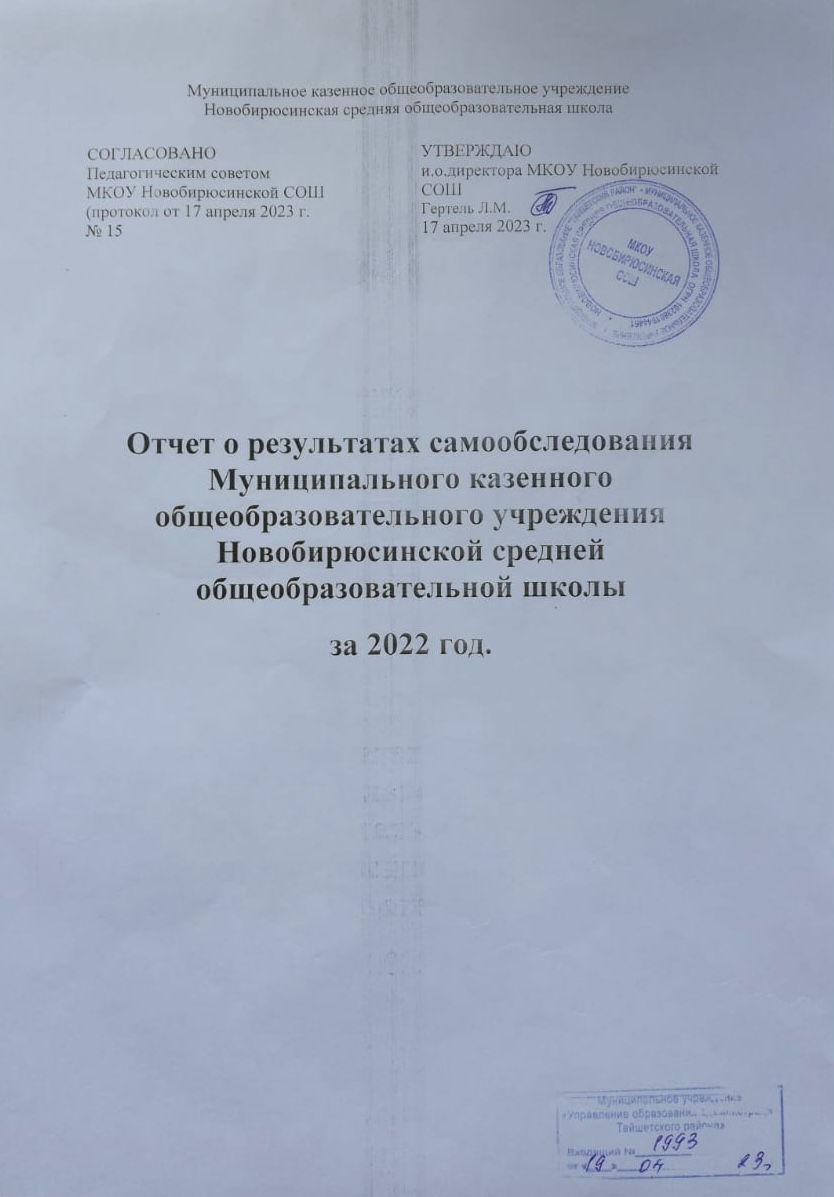 Муниципальное казенное общеобразовательное учреждение
Новобирюсинская средняя общеобразовательная школа
СОГЛАСОВАНО
Педагогическим советом
МКОУ Новобирюсинской СОШ
(протокол от 17 апреля 2023 г.
№ 15
УТВЕРЖДАЮ
и.о.директора МКОУ Новобирюсинской
СОШ
Гертель Л.М.
17 апреля 2023 г.
МКОУ
НОВОБИРЮСИНСКАЯ
СОШ
Отчет о результатах самообследования
Муниципального казенного
общеобразовательного учреждения
Новобирюсинской средней
общеобразовательной школы
за 2022 год.
Муниципальное
«Управление образования
Тайшетского района»
Входящий № 1993
от «19» 04 23г